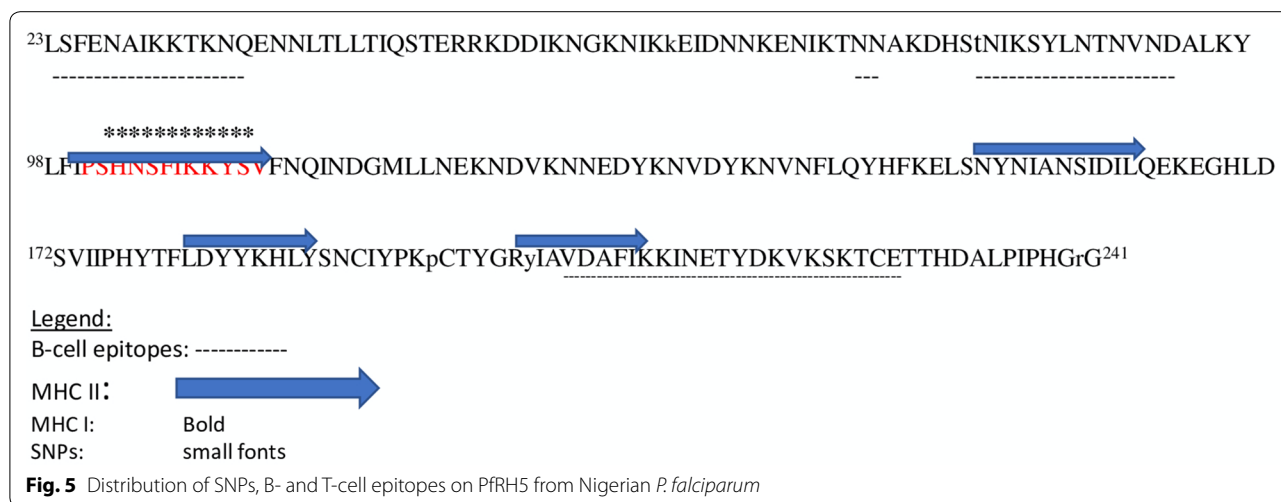 23LSFENAIKKTKNQENNLTLLTIQSTERRKDDIKNGKNIKkEIDNNKENIKTNNAKDHStNIKSYLNTNVNDALKY
-------------------- --- ---------------------
************
98LFIPSHNSFIKKYSVFNQINDGMLLNEKNDVKNNEDYKNVDYKNVNFLQYHFKELSNYNIANSIDILQEKEGHLD
172SVIIPHYTFLDYYKHLYSNCIYPKpCTYGRyIAVDAFIKKINETYDKVKSKTCETTHDALPIPHGrG241
--------------------------------------------------------
Legend:
B-cell epitopes: ------------
MHC II:
MHC I: Bold
SNPs: small fonts
Fig. 5 Distribution of SNPs, B- and T-cell epitopes on PfRH5 from Nigerian P. falciparum